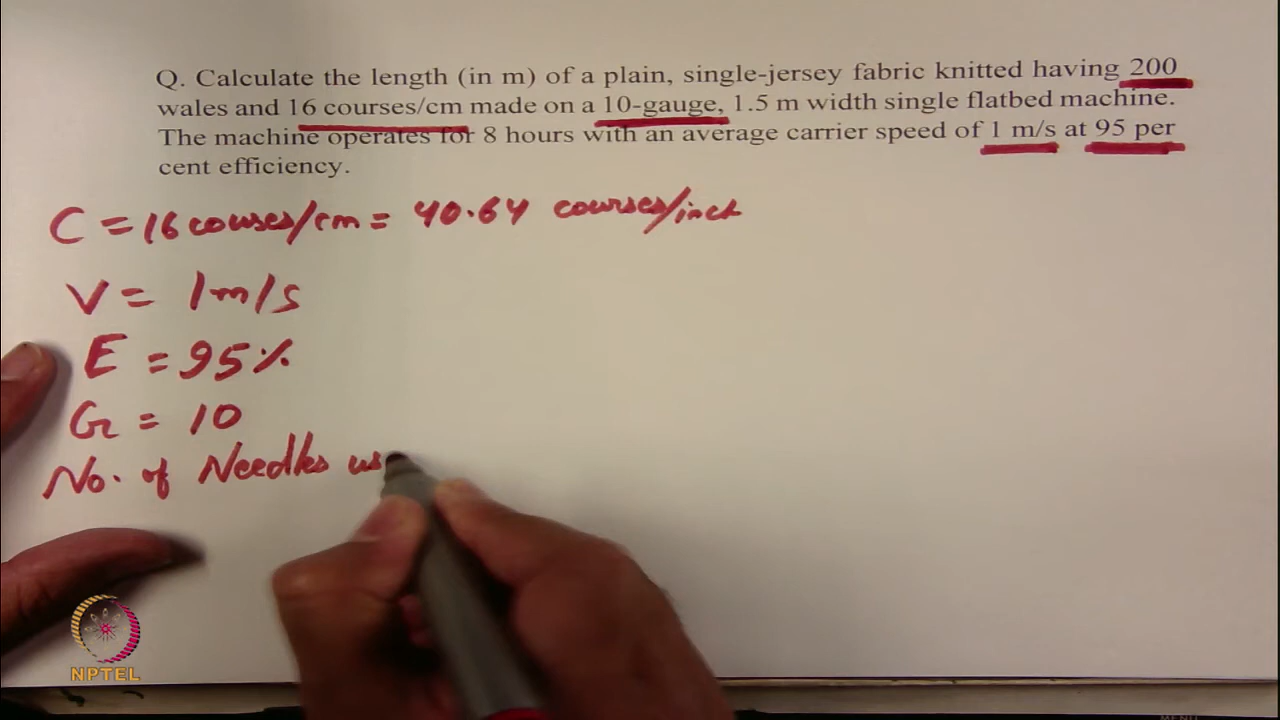 Q. Calculate the length (in m) of a plain, single-jersey fabric knitted having 200
wales and 16 courses/cm made on a 10-gauge, 1.5 m width single flatbed machine.
The machine operates for 8 hours with an average carrier speed of 1 m/s at 95 per
cent efficiency.
C = 16 couses/cm = 40.64 courses/inch
V = 1m/s
E = 95%
G = 10
No. of Needles us
NPTEL